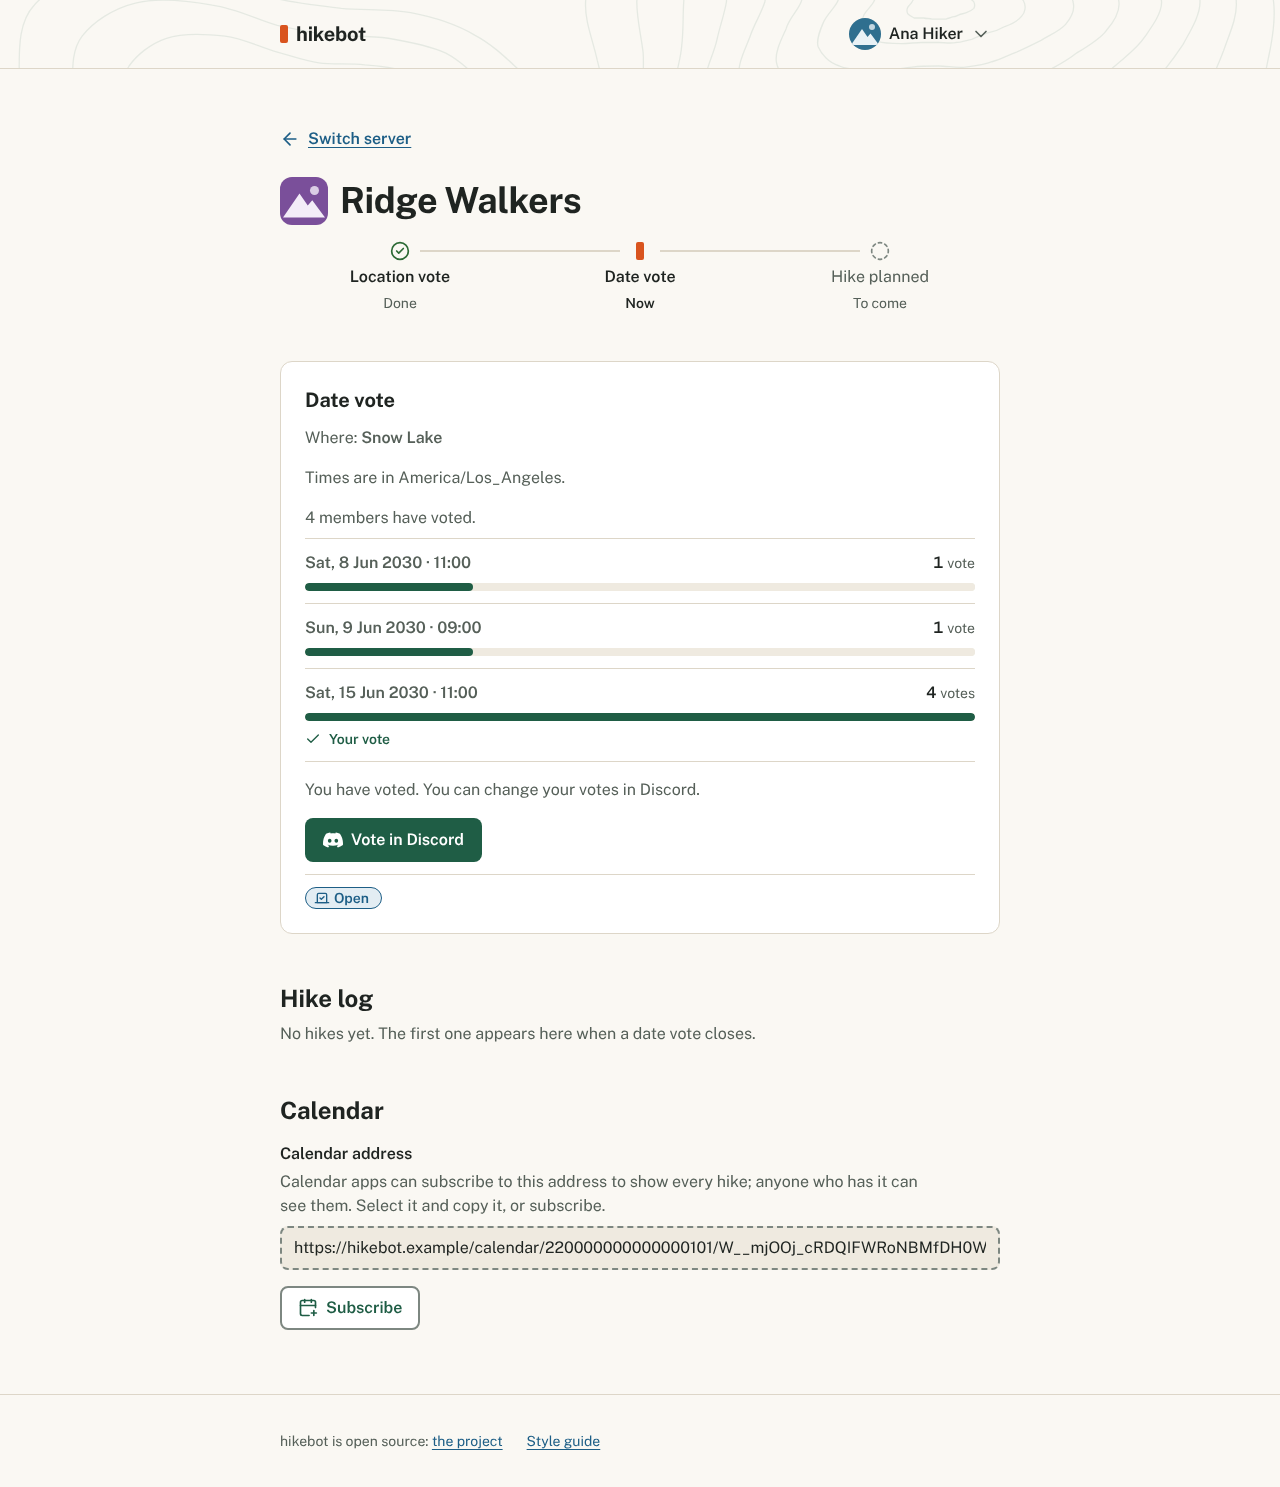 hikebot
Ana Hiker
Switch server
Ridge Walkers
Location vote
Done
Date vote
Now
Hike planned
To come
Date vote
Where: Snow Lake
Times are in America/Los_Angeles.
4 members have voted.
Sat, 8 Jun 2030 · 11:00
1 vote
Sun, 9 Jun 2030 · 09:00
1 vote
Sat, 15 Jun 2030 · 11:00
4 votes
Your vote
You have voted. You can change your votes in Discord.
Vote in Discord
Open
Hike log
No hikes yet. The first one appears here when a date vote closes.
Calendar
Calendar address
Calendar apps can subscribe to this address to show every hike; anyone who has it can
see them. Select it and copy it, or subscribe.
https://hikebot.example/calendar/220000000000000101/W__mjOOj_cRDQIFWRoNBMfDH0W
Subscribe
hikebot is open source: the project
Style guide